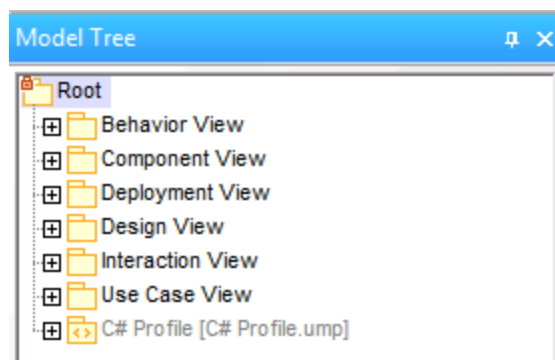 Model Tree
Root
Behavior View
Component View
Deployment View
Design View
Interaction View
Use Case View
C# Profile [C# Profile.ump]